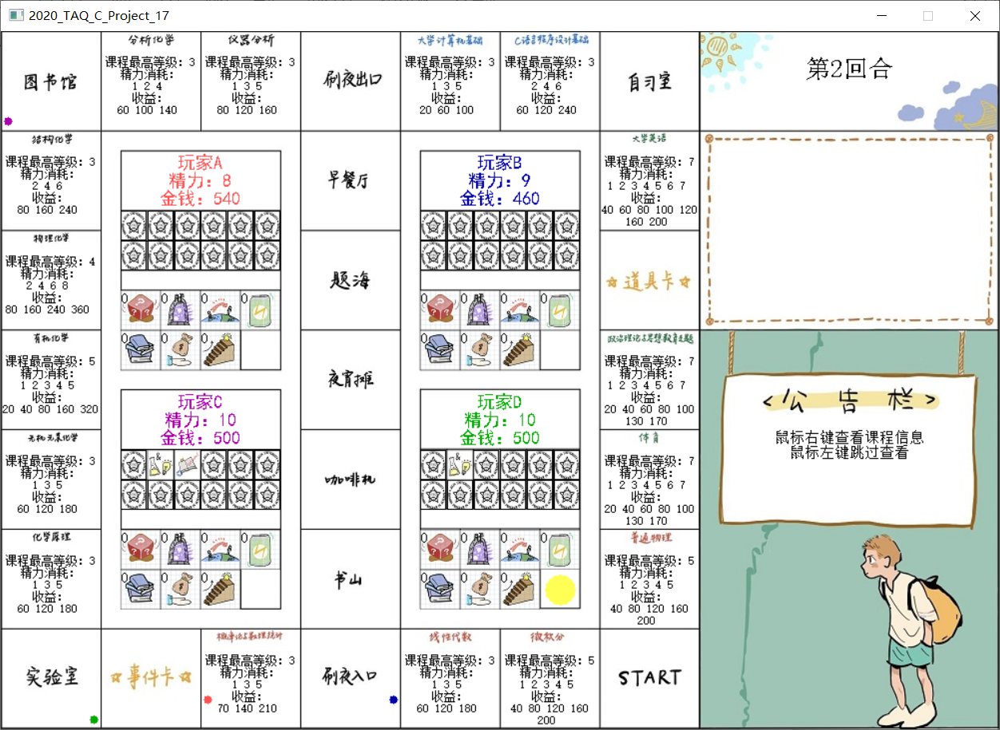 2020_TAQ_C_Project_17
图书馆
分析化学
课程最高等级: 3
精力消耗:
1 2 4
收益:
60 100 140
仪器分析
课程最高等级: 3
精力消耗:
1 3 5
收益:
80 120 160
刷夜出口
大学计算机基础
课程最高等级: 3
精力消耗:
1 3 5
收益:
20 60 100
C语言程序设计基础
课程最高等级: 3
精力消耗:
2 4 6
收益:
60 120 240
自习室
第2回合
结构化学
课程最高等级: 3
精力消耗:
2 4 6
收益:
80 160 240
玩家A
精力: 8
金钱: 540
0 0 0 0
0 0 0
早餐厅
玩家B
精力: 9
金钱: 460
0 0 0 0
0 0 0
大学英语
课程最高等级: 7
精力消耗:
1 2 3 4 5 6 7
收益:
40 60 80 100 120
160 200
物理化学
课程最高等级: 4
精力消耗:
2 4 6 8
收益:
80 160 240 360
题海
道具卡
有机化学
课程最高等级: 5
精力消耗:
1 2 3 4 5
收益:
20 40 80 160 320
夜宵摊
政治理论与思想教育专题
课程最高等级: 7
精力消耗:
1 2 3 4 5 6 7
收益:
20 40 60 80 100
130 170
<公告栏>
鼠标右键查看课程信息
鼠标左键跳过查看
无机元素化学
课程最高等级: 3
精力消耗:
1 3 5
收益:
60 120 180
玩家C
精力: 10
金钱: 500
0 0 0 0
0 0 0
咖啡机
玩家D
精力: 10
金钱: 500
0 0 0 0
0 0 0
体育
课程最高等级: 7
精力消耗:
1 2 3 4 5 6 7
收益:
20 40 60 80 100
130 170
化学原理
课程最高等级: 3
精力消耗:
1 3 5
收益:
60 120 180
书山
普通物理
课程最高等级: 5
精力消耗:
1 2 3 4 5
收益:
40 80 120 160
200
实验室
事件卡
概率论与数理统计
课程最高等级: 3
精力消耗:
1 3 5
收益:
70 140 210
刷夜入口
线性代数
课程最高等级: 3
精力消耗:
1 3 5
收益:
60 120 180
微积分
课程最高等级: 5
精力消耗:
1 2 3 4 5
收益:
40 80 120 160
200
START